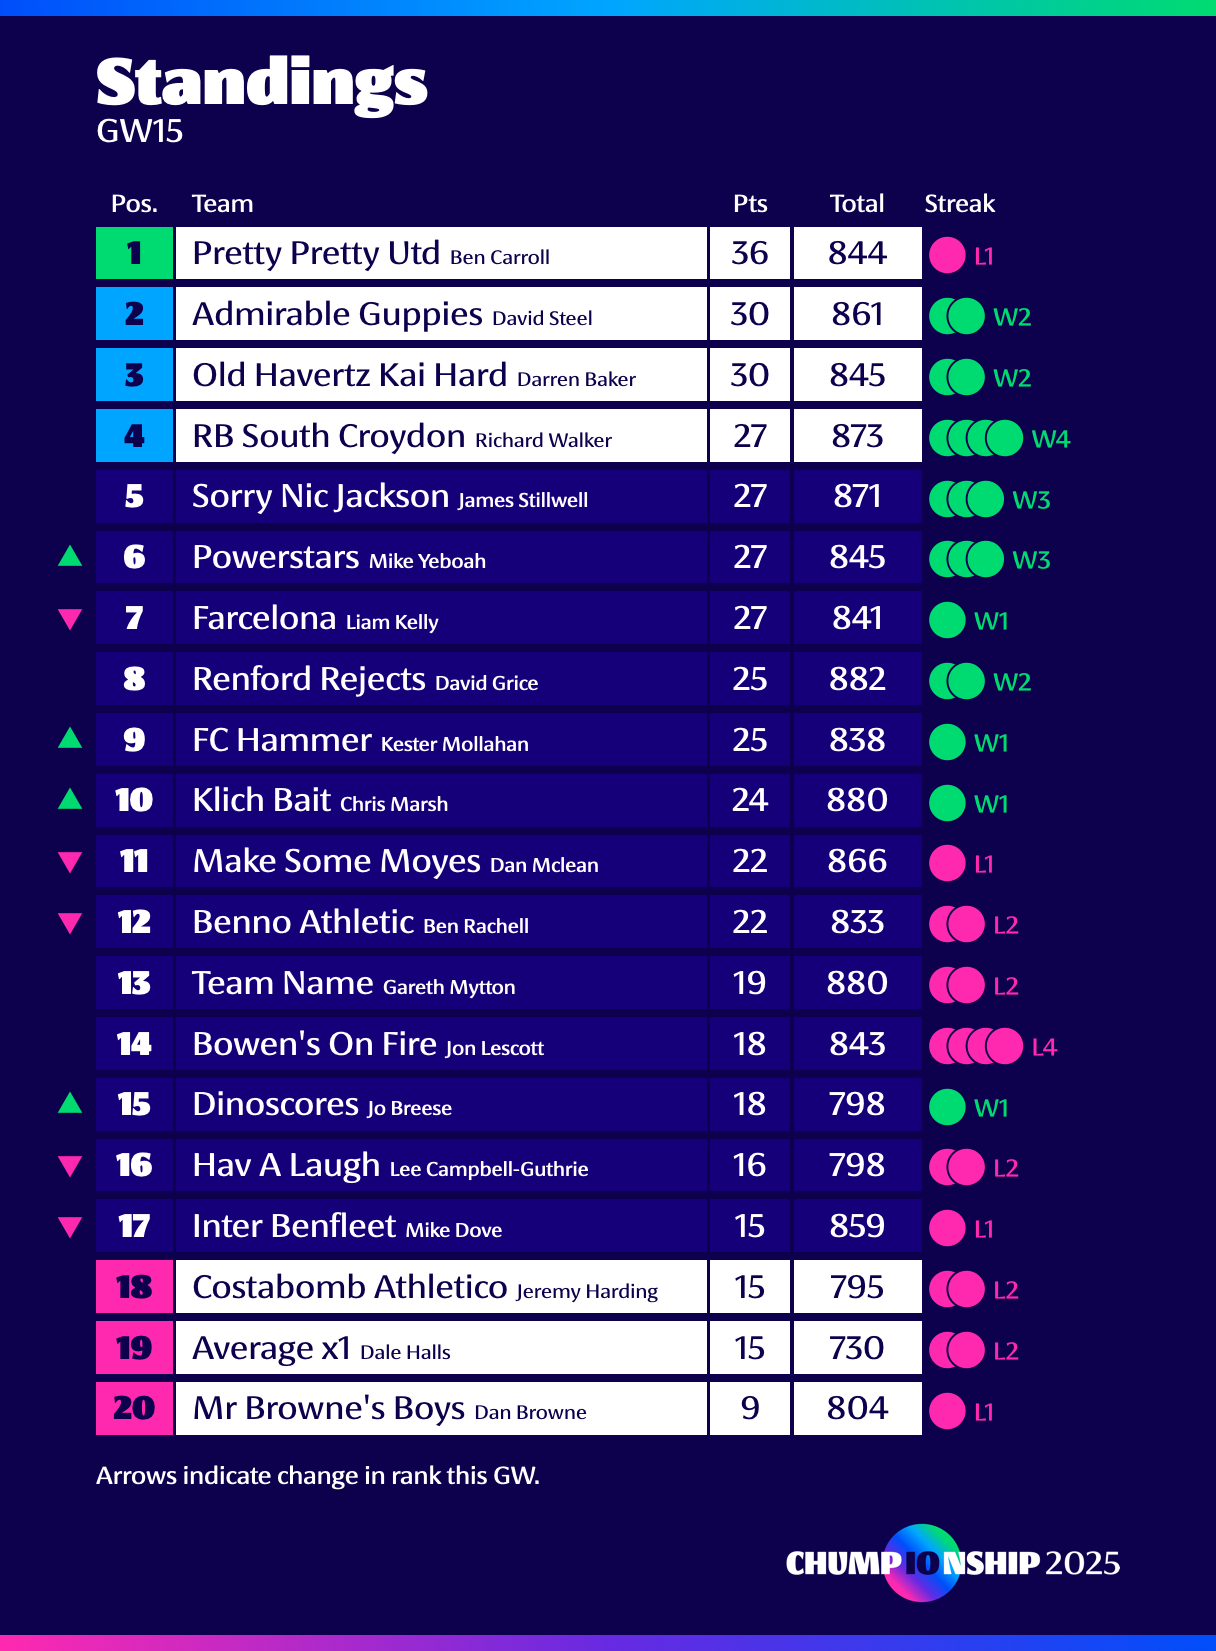 Standings
GW15
Pos. Team Pts Total Streak
1 Pretty Pretty Utd Ben Carroll 36 844 L1
2 Admirable Guppies David Steel 30 861 W2
3 Old Havertz Kai Hard Darren Baker 30 845 W2
4 RB South Croydon Richard Walker 27 873 W4
5 Sorry Nic Jackson James Stillwell 27 871 W3
6 Powerstars Mike Yeboah 27 845 W3
7 Farcelona Liam Kelly 27 841 W1
8 Renford Rejects David Grice 25 882 W2
9 FC Hammer Kester Mollahan 25 838 W1
10 Klich Bait Chris Marsh 24 880 W1
11 Make Some Moyes Dan Mclean 22 866 L1
12 Benno Athletic Ben Rachell 22 833 L2
13 Team Name Gareth Mytton 19 880 L2
14 Bowen's On Fire Jon Lescott 18 843 L4
15 Dinoscores Jo Breese 18 798 W1
16 Hav A Laugh Lee Campbell-Guthrie 16 798 L2
17 Inter Benfleet Mike Dove 15 859 L1
18 Costabomb Athletico Jeremy Harding 15 795 L2
19 Average x1 Dale Halls 15 730 L2
20 Mr Browne's Boys Dan Browne 9 804 L1
Arrows indicate change in rank this GW.
CHUMPIONSHIP 2025